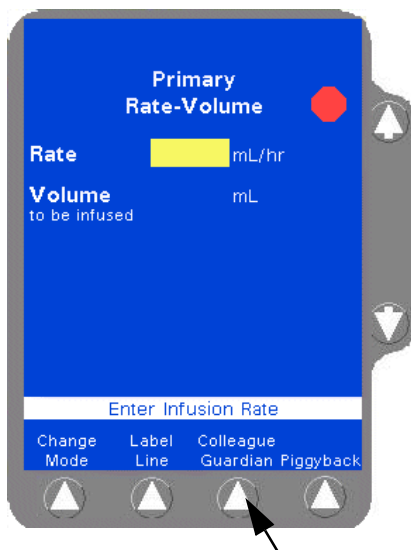 Primary
Rate-Volume
Rate mL/hr
Volume mL
to be infused
Enter Infusion Rate
Change Label Colleague
Mode Line Guardian Piggyback